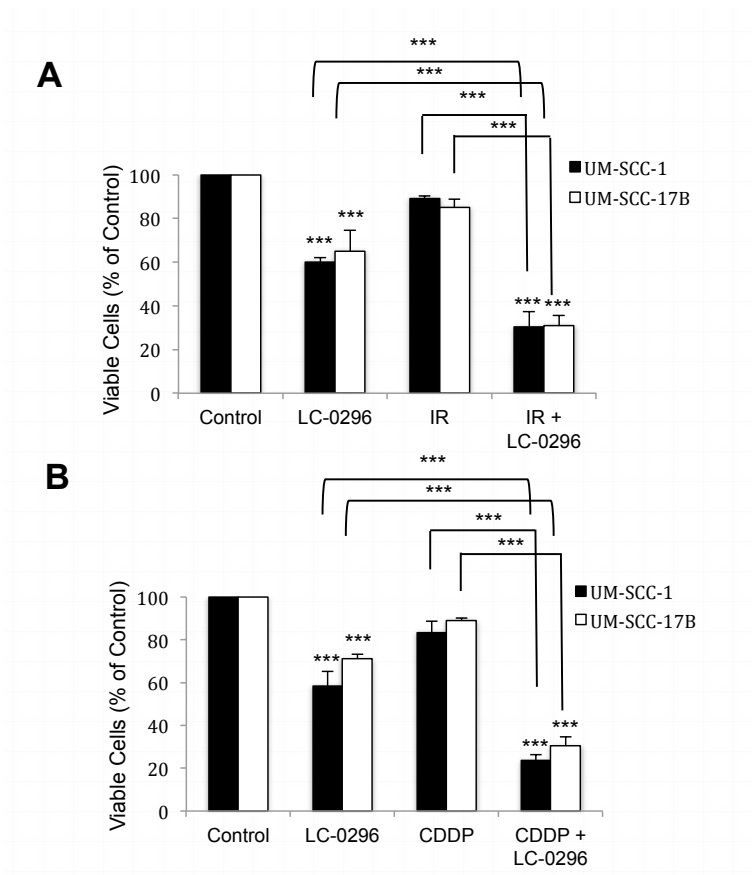 A
***
***
***
***
Viable Cells (% of Control)
100
80
60
40
20
0
*** ***
*** ***
UM-SCC-1
UM-SCC-17B
Control LC-0296 IR IR + LC-0296
B
***
***
***
***
Viable Cells (% of Control)
100
80
60
40
20
0
*** ***
*** ***
UM-SCC-1
UM-SCC-17B
Control LC-0296 CDDP CDDP + LC-0296